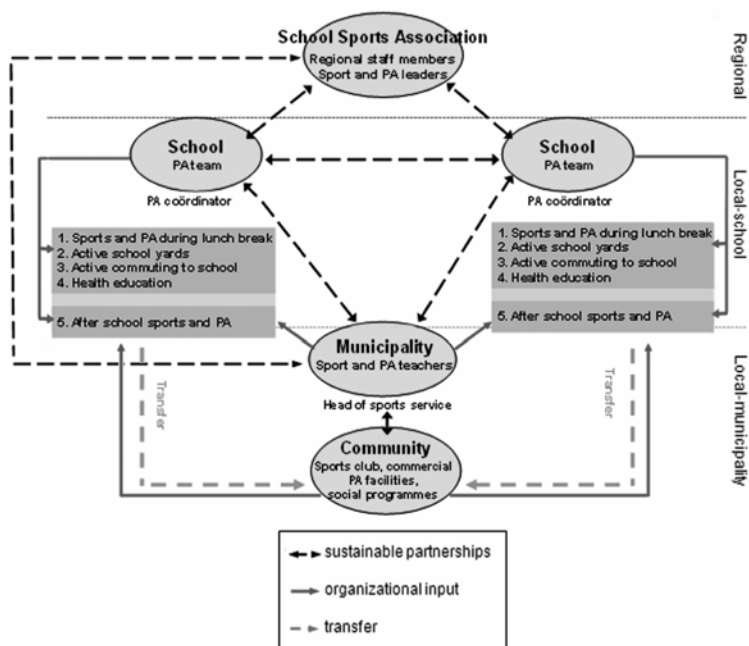 School Sports Association
Regional staff members
Sport and PA leaders
Regional
School
PA team
PA coördinator
School
PA team
PA coördinator
Local-school
1. Sports and PA during lunch break
2. Active school yards
3. Active commuting to school
4. Health education
5. After school sports and PA
1. Sports and PA during lunch break
2. Active school yards
3. Active commuting to school
4. Health education
5. After school sports and PA
Municipality
Sport and PA teachers
Head of sports service
Transfer
Transfer
Local-municipality
Community
Sports club, commercial
PA facilities,
social programmes
sustainable partnerships
organizational input
transfer